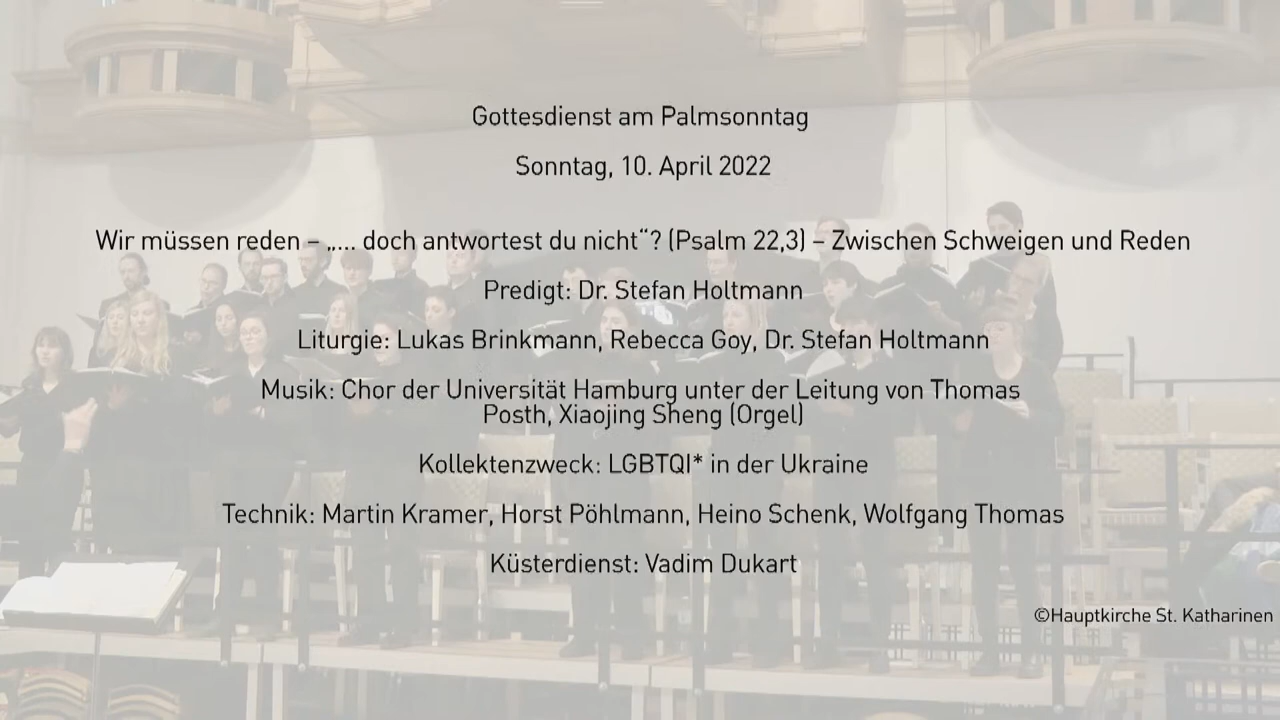 Gottesdienst am Palmsonntag
Sonntag, 10. April 2022
Wir müssen reden – „… doch antwortest du nicht“? (Psalm 22,3) – Zwischen Schweigen und Reden
Predigt: Dr. Stefan Holtmann
Liturgie: Lukas Brinkmann, Rebecca Goy, Dr. Stefan Holtmann
Musik: Chor der Universität Hamburg unter der Leitung von Thomas
Posth, Xiaojing Sheng (Orgel)
Kollektenzweck: LGBTQI* in der Ukraine
Technik: Martin Kramer, Horst Pöhlmann, Heino Schenk, Wolfgang Thomas
Küsterdienst: Vadim Dukart
©Hauptkirche St. Katharinen